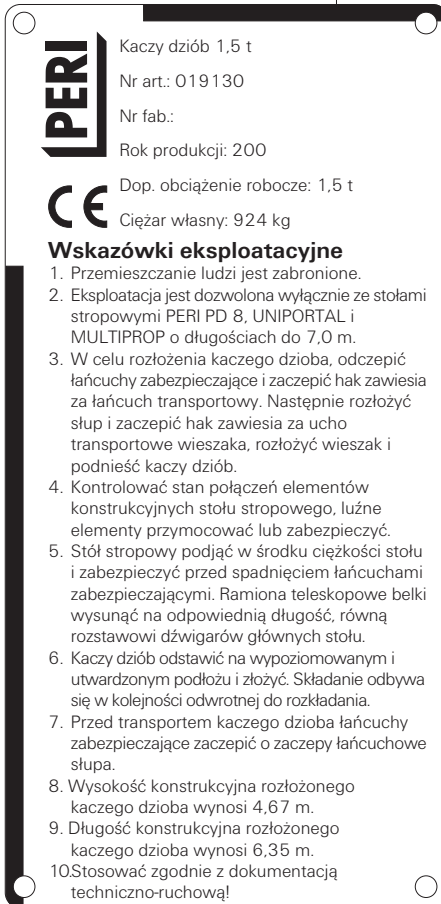 PERI
Kaczy dziób 1,5 t
Nr art.: 019130
Nr fab.:
Rok produkcji: 200
Dop. obciążenie robocze: 1,5 t
CE
Ciężar własny: 924 kg
Wskazówki eksploatacyjne
1. Przemieszczanie ludzi jest zabronione.
2. Eksploatacja jest dozwolona wyłącznie ze stołami
stropowymi PERI PD 8, UNIPORTAL i
MULTIPROP o długościach do 7,0 m.
3. W celu rozłożenia kaczego dzioba, odczepić
łańcuchy zabezpieczające i zaczepić hak zawiesia
za łańcuch transportowy. Następnie rozłożyć
słup i zaczepić hak zawiesia za ucho
transportowe wieszaka, rozłożyć wieszak i
podnieść kaczy dziób.
4. Kontrolować stan połączeń elementów
konstrukcyjnych stołu stropowego, luźne
elementy przymocować lub zabezpieczyć.
5. Stół stropowy podjąć w środku ciężkości stołu
i zabezpieczyć przed spadnięciem łańcuchami
zabezpieczającymi. Ramiona teleskopowe belki
wysunąć na odpowiednią długość, równą
rozstawowi dźwigarów głównych stołu.
6. Kaczy dziób odstawić na wypoziomowanym i
utwardzonym podłożu i złożyć. Składanie odbywa
się w kolejności odwrotnej do rozkładania.
7. Przed transportem kaczego dzioba łańcuchy
zabezpieczające zaczepić o zaczepy łańcuchowe
słupa.
8. Wysokość konstrukcyjna rozłożonego
kaczego dzioba wynosi 4,67 m.
9. Długość konstrukcyjna rozłożonego
kaczego dzioba wynosi 6,35 m.
10.Stosować zgodnie z dokumentacją
techniczno-ruchową!